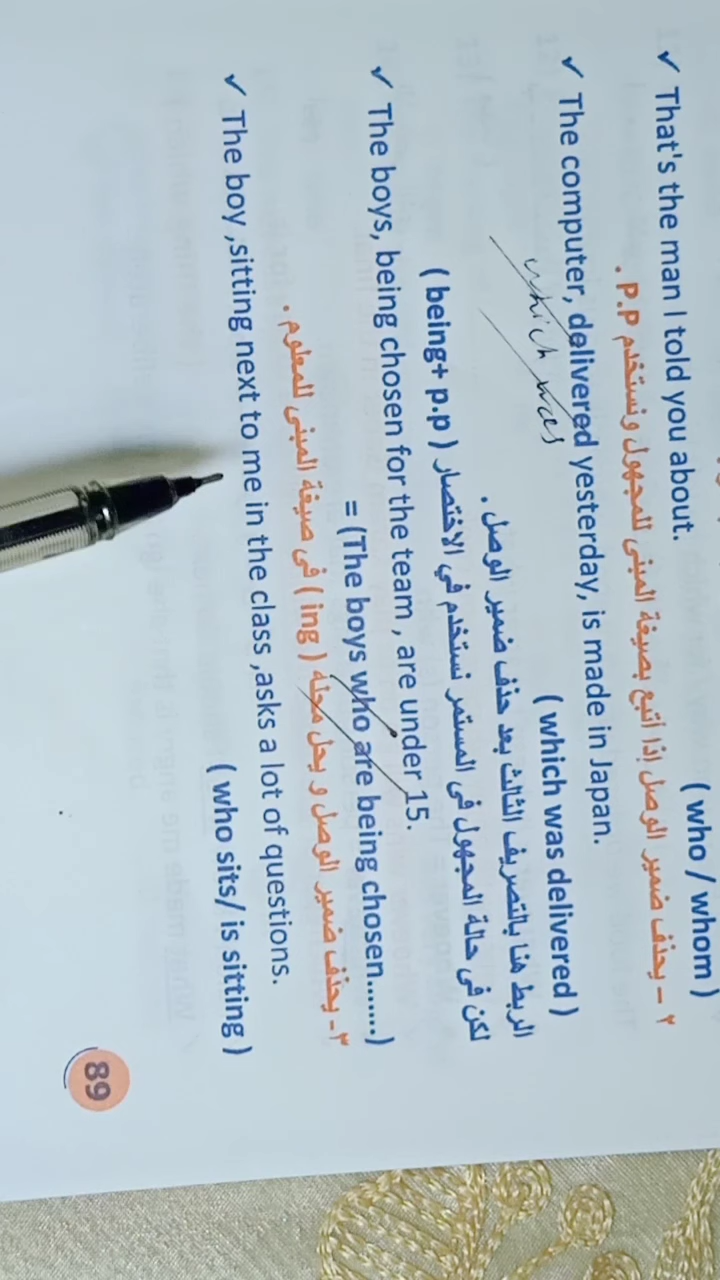 ✓ That's the man I told you about. ( who / whom )
٢ – يحذف ضمير الوصل إذا أتبع بصيغة المبنى للمجهول ونستخدم P.P .
✓ The computer, delivered yesterday, is made in Japan.
which was
( which was delivered )
الربط هنا بالتصريف الثالث بعد حذف ضمير الوصل .
لكن فى حالة المجهول فى المستمر نستخدم في الاختصار ( being+ p.p )
✓ The boys, being chosen for the team , are under 15.
= (The boys who are being chosen.......)
٣- يحذف ضمير الوصل و يحل محله ( ing ) فى صيغة المبنى للمعلوم .
✓ The boy ,sitting next to me in the class ,asks a lot of questions.
( who sits/ is sitting )
89